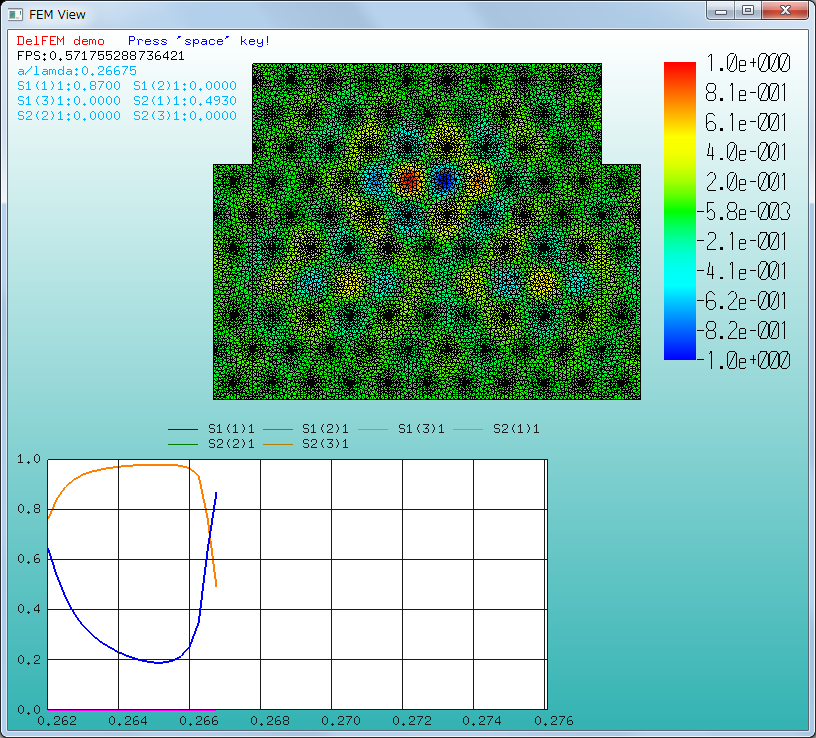 FEM View
DelFEM demo Press "space" key!
FPS:0.571755288736421
a/lamda:0.26675
S1(1)1:0.8700 S1(2)1:0.0000
S1(3)1:0.0000 S2(1)1:0.4930
S2(2)1:0.0000 S2(3)1:0.0000
1.0e+000
8.1e-001
6.1e-001
4.0e-001
2.0e-001
-5.8e-003
-2.1e-001
-4.1e-001
-6.2e-001
-8.2e-001
-1.0e+000
S1(1)1 S1(2)1 S1(3)1 S2(1)1
S2(2)1 S2(3)1
1.0
0.8
0.6
0.4
0.2
0.0
0.262 0.264 0.266 0.268 0.270 0.272 0.274 0.276